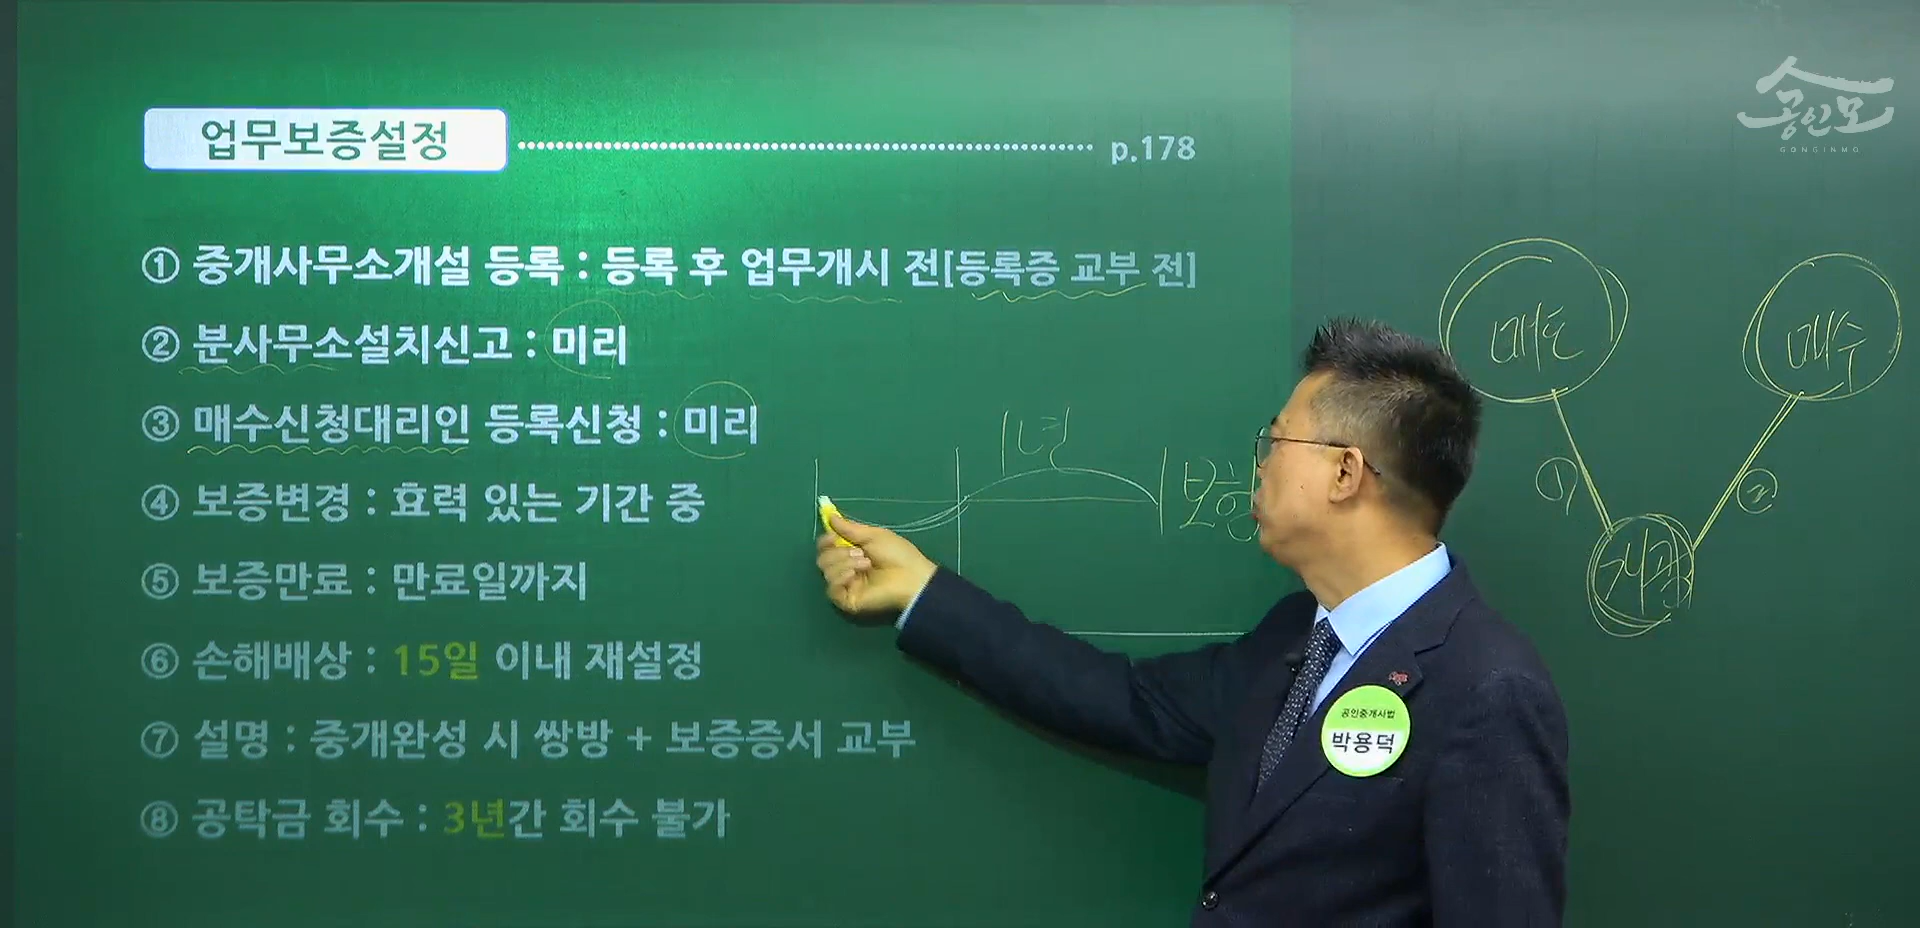 업무보증설정 p.178
① 중개사무소개설 등록 : 등록 후 업무개시 전[등록증 교부 전]
② 분사무소설치신고 : 미리
③ 매수신청대리인 등록신청 : 미리
④ 보증변경 : 효력 있는 기간 중
⑤ 보증만료 : 만료일까지
⑥ 손해배상 : 15일 이내 재설정
⑦ 설명 : 중개완성 시 쌍방 + 보증증서 교부
⑧ 공탁금 회수 : 3년간 회수 불가
1년
보험
매도
매수
①
②
공인모
GONGINMO
공인중개사법
박용덕